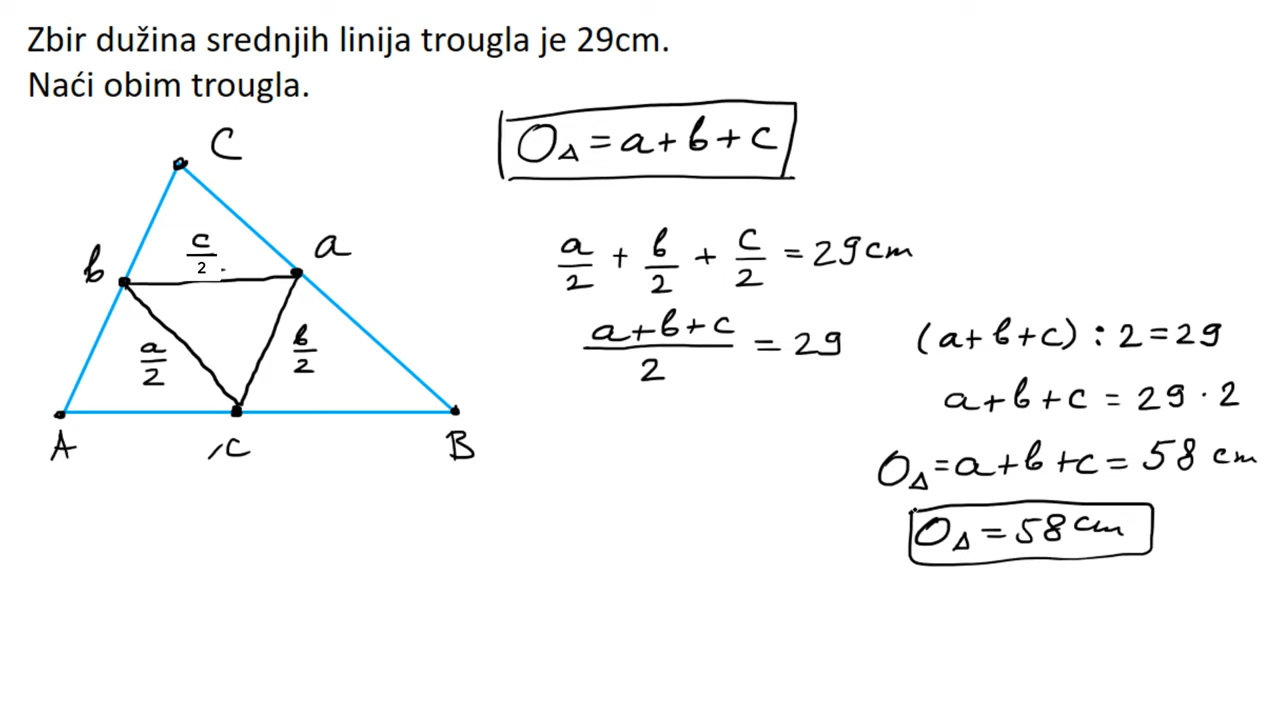 Zbir dužina srednjih linija trougla je 29cm.
Naći obim trougla.
O△ = a+b+c
C
b
c/2
a
a/2
b/2
A
c
B
a/2 + b/2 + c/2 = 29cm
(a+b+c)/2 = 29
(a+b+c) : 2 = 29
a+b+c = 29 · 2
O△ = a+b+c = 58 cm
O△ = 58 cm